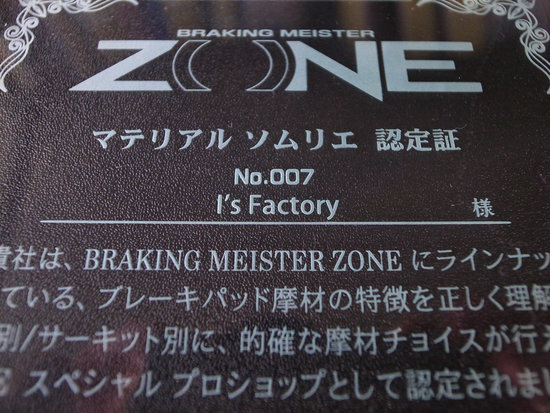 BRAKING MEISTER
ZONE
マテリアル ソムリエ 認定証
No.007
I's Factory 様
貴社は、BRAKING MEISTER ZONE にラインナッ
ている、ブレーキパッド摩材の特徴を正しく理解
別/サーキット別に、的確な摩材チョイスが行え
スペシャル プロショップとして認定されま